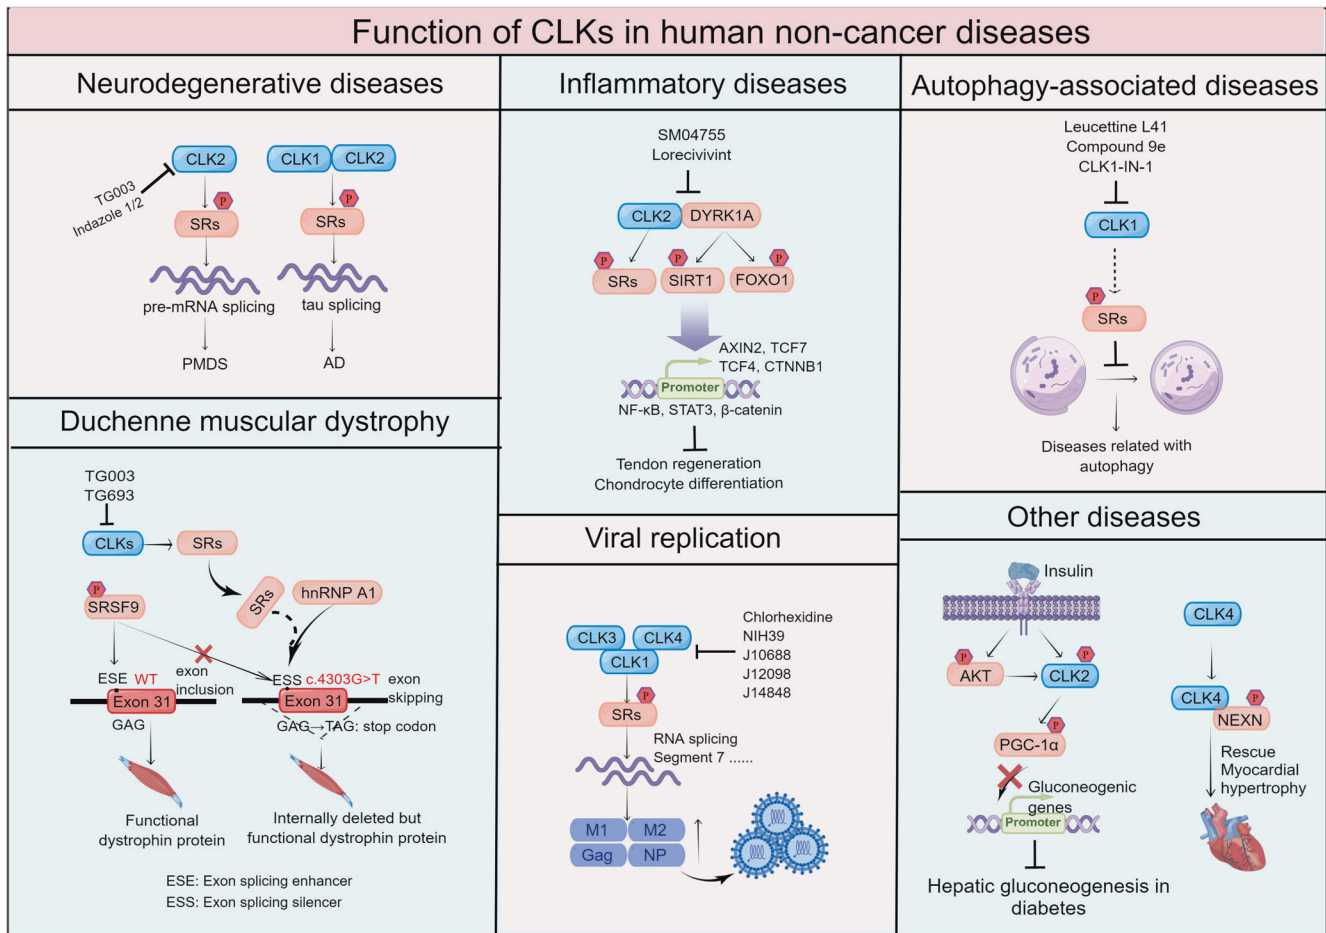 Function of CLKs in human non-cancer diseases
Neurodegenerative diseases
CLK2
CLK1
CLK2
TG003
Indazole 1/2
P
SRs
P
SRs
pre-mRNA splicing
tau splicing
PMDS
AD
Inflammatory diseases
SM04755
Lorecivivint
CLK2
DYRK1A
P
P
P
SRs
SIRT1
FOXO1
AXIN2, TCF7
TCF4, CTNNB1
Promoter
NF-κB, STAT3, β-catenin
Tendon regeneration
Chondrocyte differentiation
Autophagy-associated diseases
Leucettine L41
Compound 9e
CLK1-IN-1
CLK1
P
SRs
Diseases related with
autophagy
Duchenne muscular dystrophy
TG003
TG693
CLKs
SRs
P
SRSF9
SRs
hnRNP A1
ESE WT
exon
inclusion
ESS c.4303G>T
exon
skipping
Exon 31
Exon 31
GAG
GAG→TAG: stop codon
Functional
dystrophin protein
Internally deleted but
functional dystrophin protein
ESE: Exon splicing enhancer
ESS: Exon splicing silencer
Viral replication
CLK3
CLK4
CLK1
Chlorhexidine
NIH39
J10688
J12098
J14848
P
SRs
RNA splicing
Segment 7 ......
M1
M2
Gag
NP
Other diseases
Insulin
P
AKT
P
CLK2
P
PGC-1α
Gluconeogenic
genes
Promoter
Hepatic gluconeogenesis in
diabetes
CLK4
CLK4
P
NEXN
Rescue
Myocardial
hypertrophy